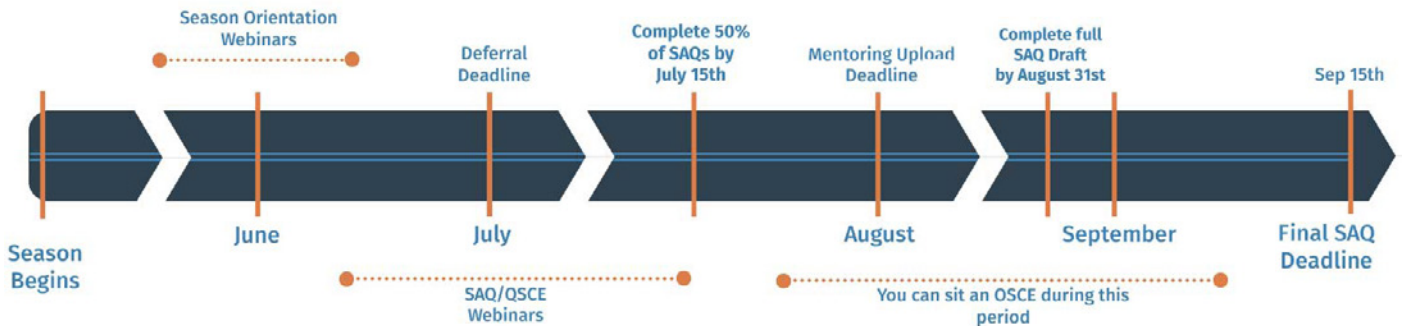 Season Orientation
Webinars
Deferral
Deadline
Complete 50%
of SAQs by
July 15th
Mentoring Upload
Deadline
Complete full
SAQ Draft
by August 31st
Sep 15th
Season
Begins
June
July
August
September
Final SAQ
Deadline
SAQ/QSCE
Webinars
You can sit an OSCE during this
period